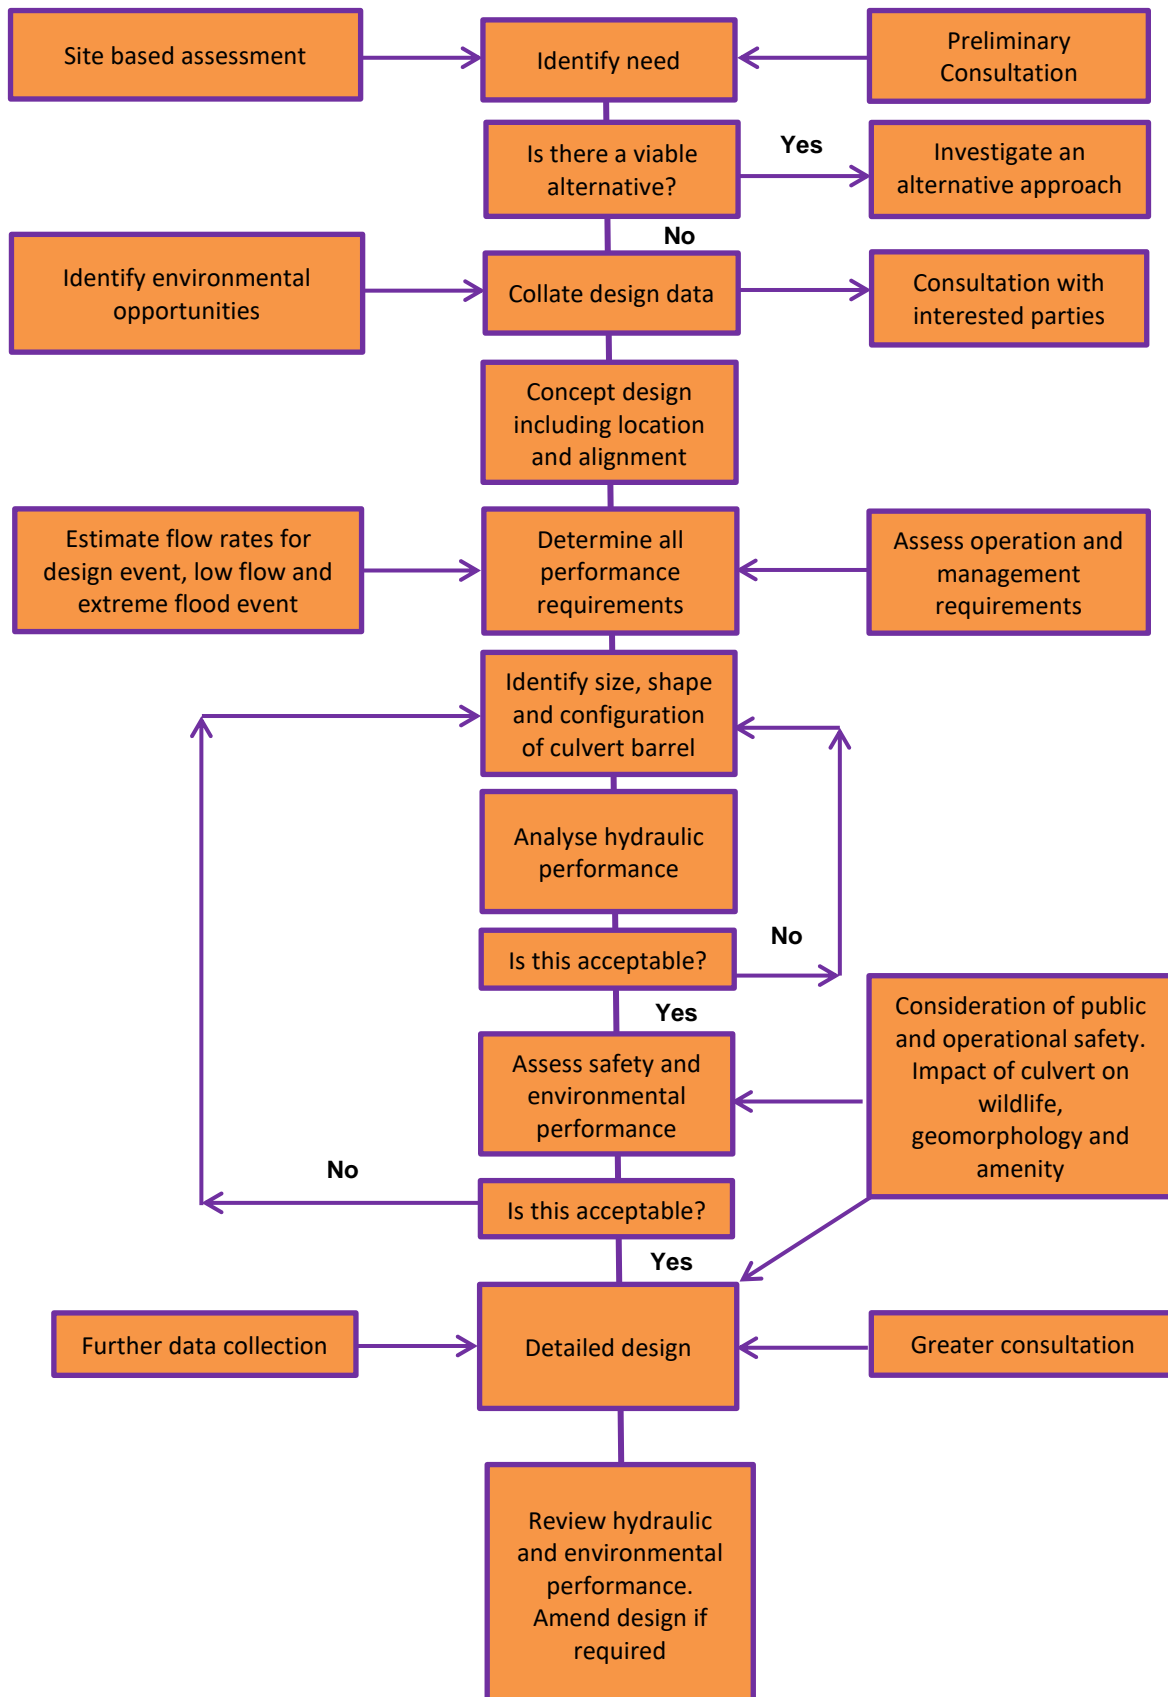 Site based assessment
Identify need
Preliminary
Consultation
Is there a viable
alternative?
Yes
Investigate an
alternative approach
No
Identify environmental
opportunities
Collate design data
Consultation with
interested parties
Concept design
including location
and alignment
Estimate flow rates for
design event, low flow and
extreme flood event
Determine all
performance
requirements
Assess operation and
management
requirements
Identify size, shape
and configuration
of culvert barrel
Analyse hydraulic
performance
Is this acceptable?
No
Yes
Consideration of public
and operational safety.
Impact of culvert on
wildlife,
geomorphology and
amenity
Assess safety and
environmental
performance
No
Is this acceptable?
Yes
Further data collection
Detailed design
Greater consultation
Review hydraulic
and environmental
performance.
Amend design if
required